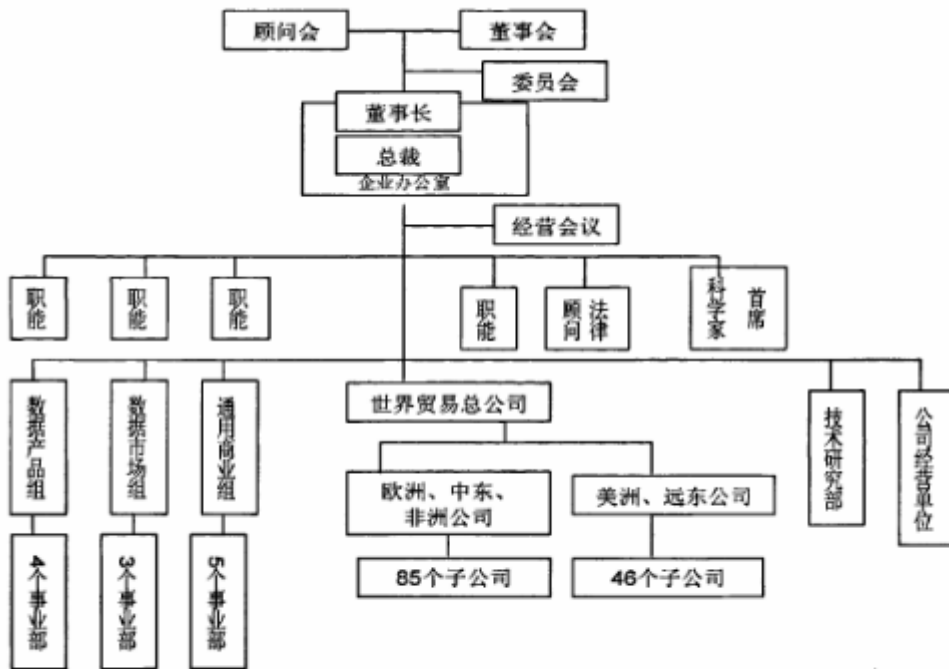 顾问会
董事会
委员会
董事长
总裁
企业办公室
经营会议
职能
职能
职能
职能
法律
顾问
首席
科学家
数据产品组
数据市场组
通用商业组
世界贸易总公司
技术研究部
公司经营单位
欧洲、中东、
非洲公司
美洲、远东公司
4个事业部
3个事业部
5个事业部
85个子公司
46个子公司